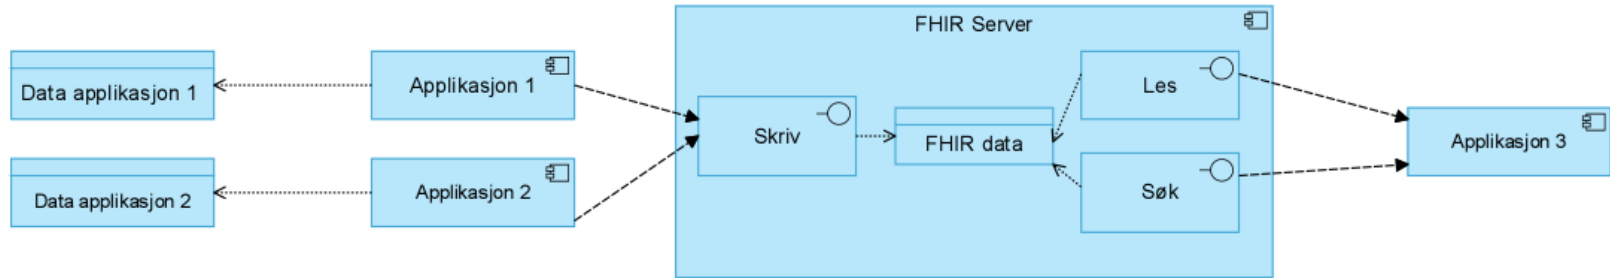 FHIR Server
Data applikasjon 1
Applikasjon 1
Data applikasjon 2
Applikasjon 2
Skriv
FHIR data
Les
Søk
Applikasjon 3